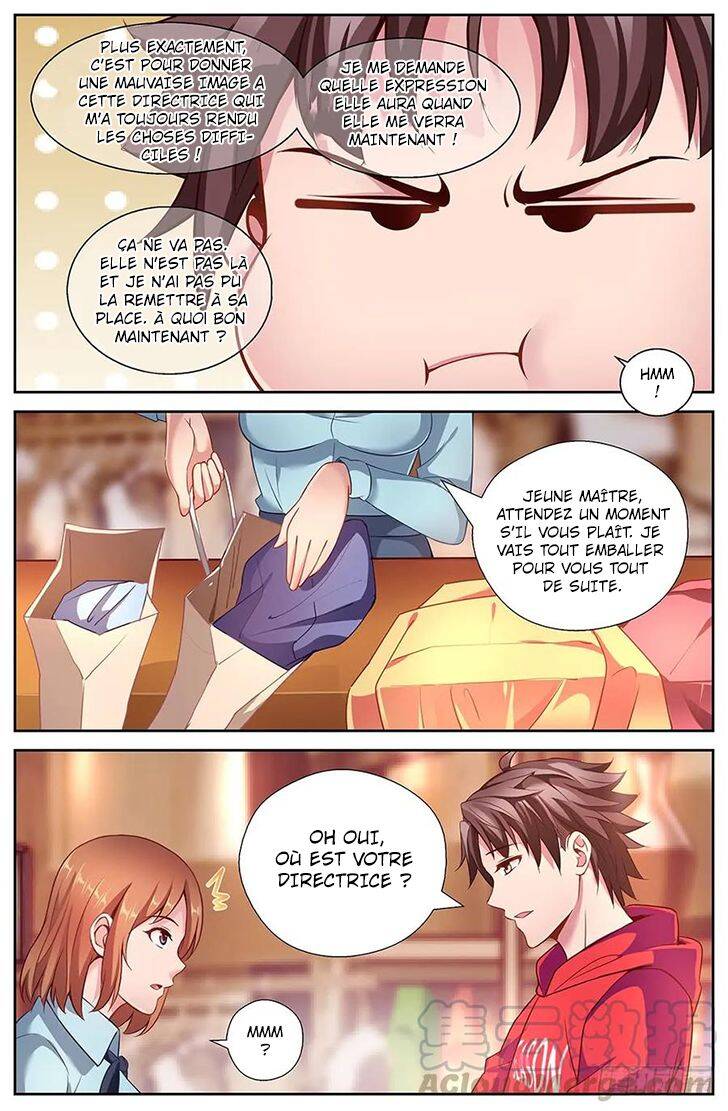 PLUS EXACTEMENT,
C'EST POUR DONNER
UNE MAUVAISE IMAGE A
CETTE DIRECTRICE QUI
M'A TOUJOURS RENDU
LES CHOSES DIFFI-
CILES !
JE ME DEMANDE
QUELLE EXPRESSION
ELLE AURA QUAND
ELLE ME VERRA
MAINTENANT !
ÇA NE VA PAS.
ELLE N'EST PAS LÀ
ET JE N'AI PAS PÛ
LA REMETTRE À SA
PLACE. À QUOI BON
MAINTENANT ?
HMM
!
JEUNE MAÎTRE,
ATTENDEZ UN MOMENT
S'IL VOUS PLAÎT. JE
VAIS TOUT EMBALLER
POUR VOUS TOUT
DE SUITE.
OH OUI,
OÙ EST VOTRE
DIRECTRICE ?
MMM
?